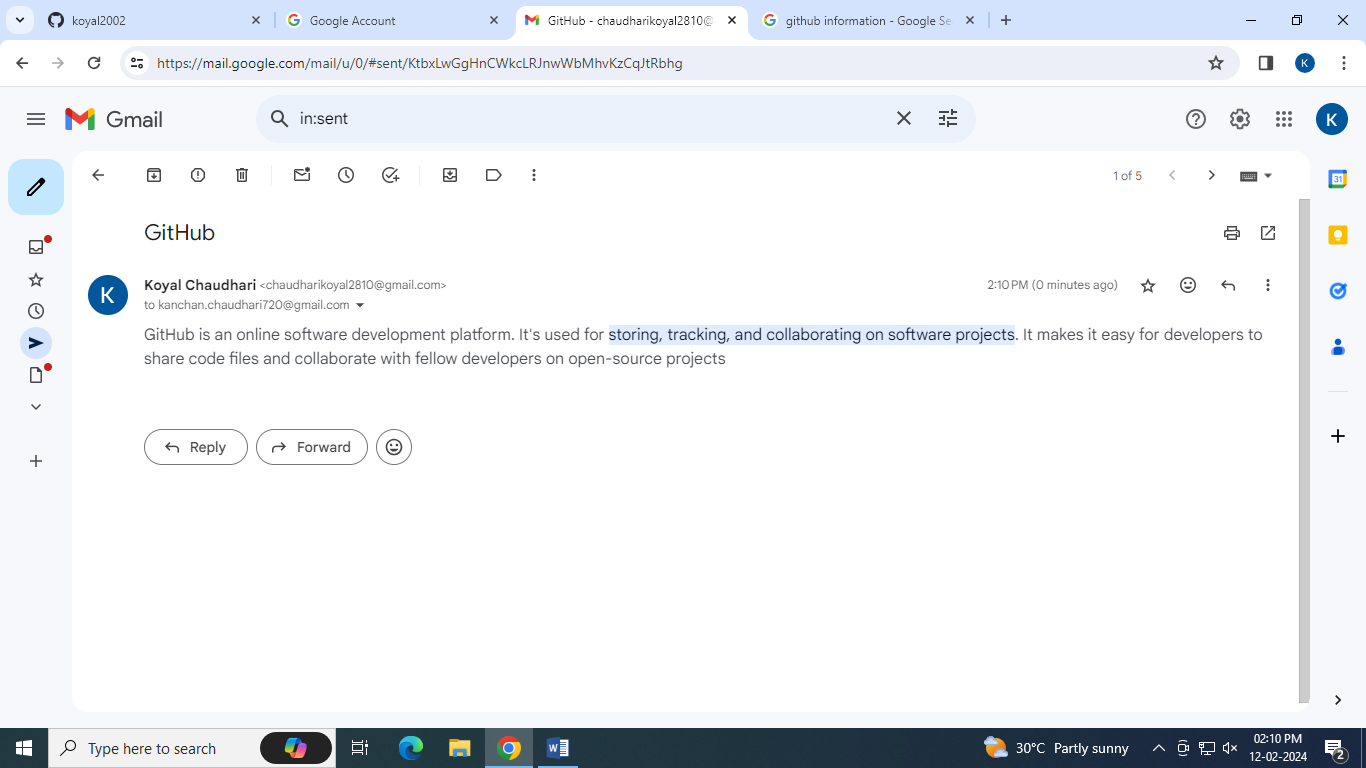 koyal2002
Google Account
GitHub - chaudharikoyal2810@
github information - Google Se
https://mail.google.com/mail/u/0/#sent/KtbxLwGgHnCWkcLRJnwWbMhvKzCqJtRbhg
K
Gmail
in:sent
K
1 of 5
31
GitHub
K
Koyal Chaudhari <chaudharikoyal2810@gmail.com>
2:10 PM (0 minutes ago)
to kanchan.chaudhari720@gmail.com
GitHub is an online software development platform. It's used for storing, tracking, and collaborating on software projects. It makes it easy for developers to
share code files and collaborate with fellow developers on open-source projects
Reply
Forward
Type here to search
W
30°C Partly sunny
02:10 PM
12-02-2024
2